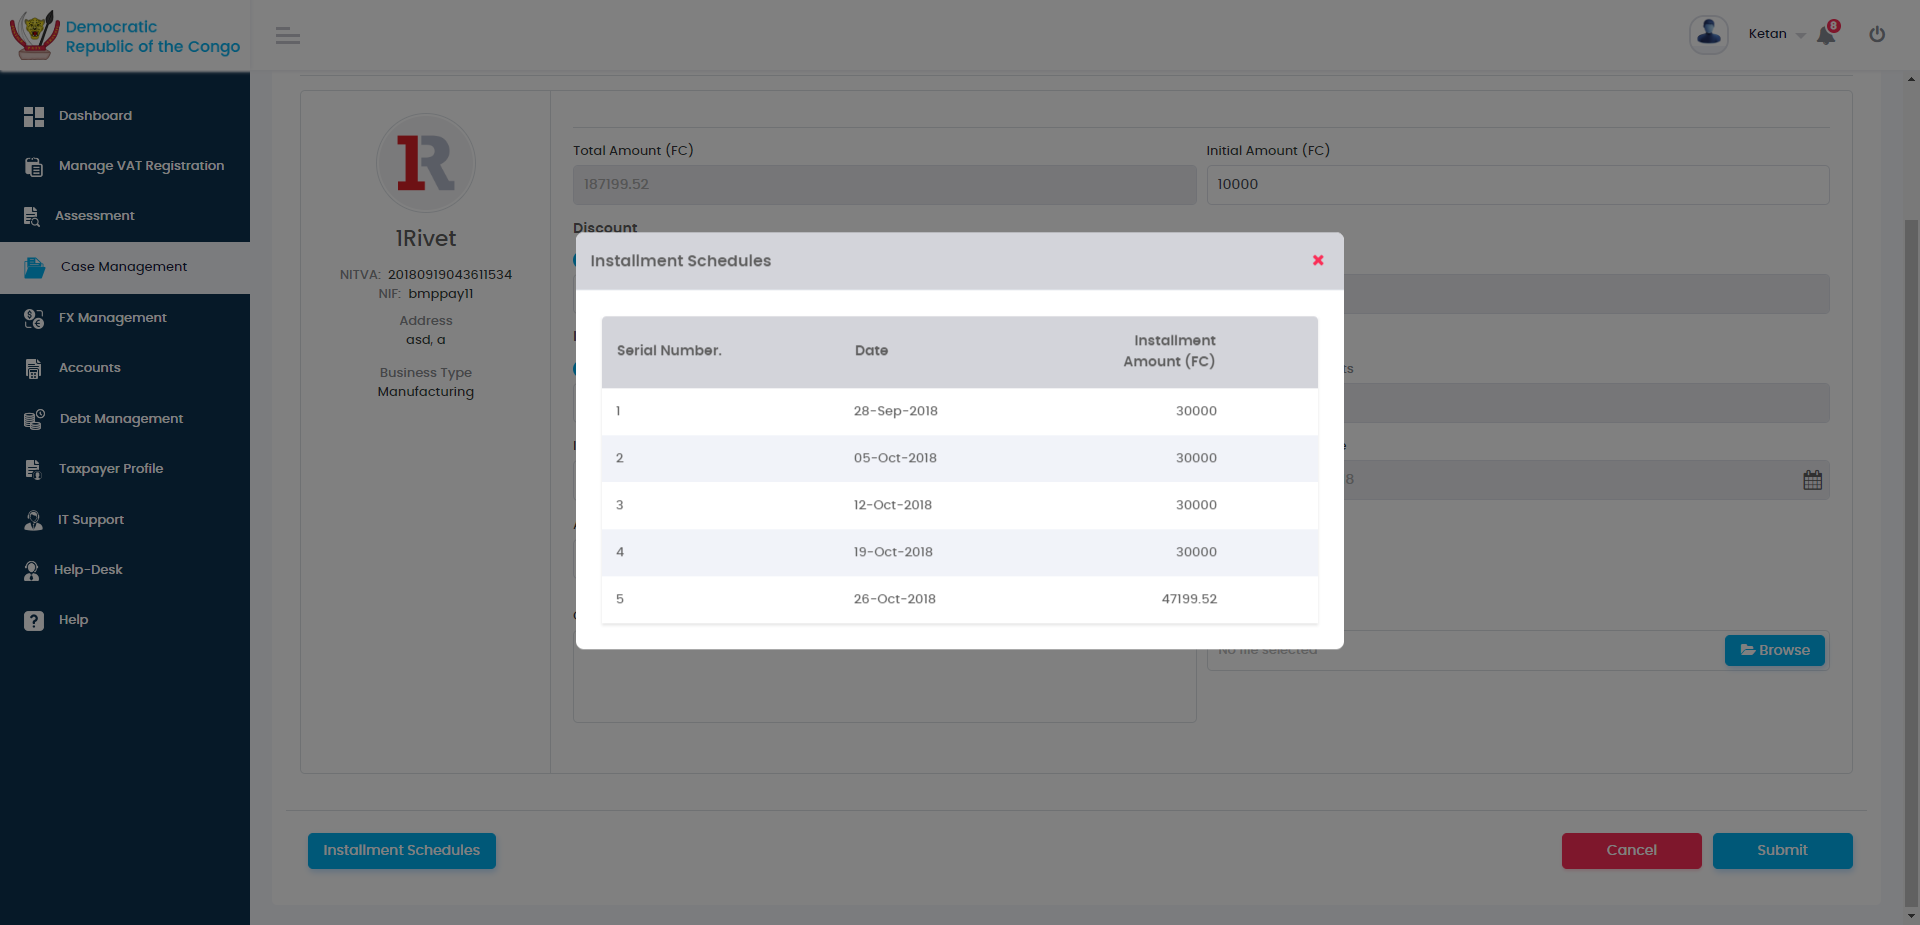 Democratic
Republic of the Congo
Ketan
8
Dashboard
Manage VAT Registration
Assessment
Case Management
FX Management
Accounts
Debt Management
Taxpayer Profile
IT Support
Help-Desk
Help
1R
1Rivet
NITVA: 20180919043611534
NIF: bmppay11
Address
asd, a
Business Type
Manufacturing
Total Amount (FC)
Initial Amount (FC)
187199.52
10000
Discount
Installment Schedules
Serial Number.
Date
Installment
Amount (FC)
1 28-Sep-2018 30000
2 05-Oct-2018 30000
3 12-Oct-2018 30000
4 19-Oct-2018 30000
5 26-Oct-2018 47199.52
No file selected
Browse
Installment Schedules
Cancel
Submit